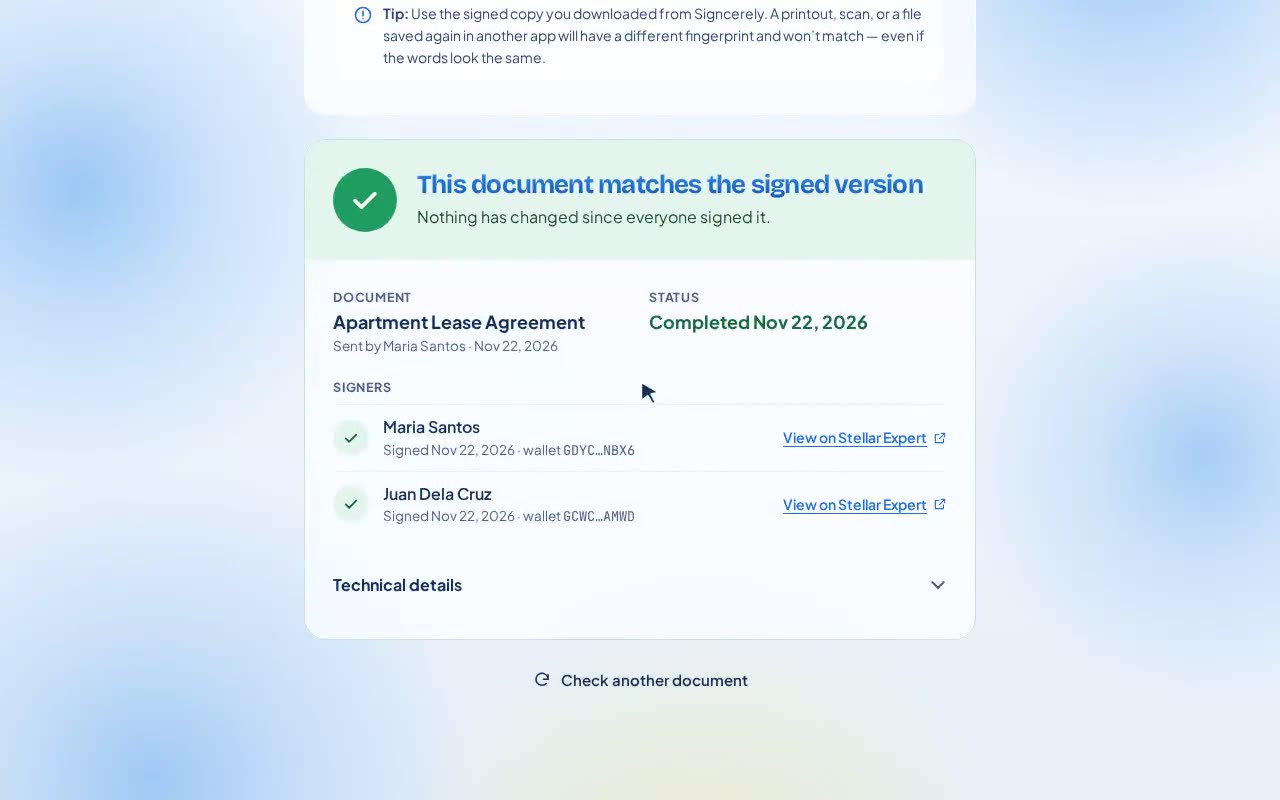 Tip: Use the signed copy you downloaded from Signcerely. A printout, scan, or a file
saved again in another app will have a different fingerprint and won't match — even if
the words look the same.
This document matches the signed version
Nothing has changed since everyone signed it.
DOCUMENT
Apartment Lease Agreement
Sent by Maria Santos · Nov 22, 2026
STATUS
Completed Nov 22, 2026
SIGNERS
Maria Santos
Signed Nov 22, 2026 · wallet GDYC…NBX6
View on Stellar Expert
Juan Dela Cruz
Signed Nov 22, 2026 · wallet GCWC…AMWD
View on Stellar Expert
Technical details
Check another document